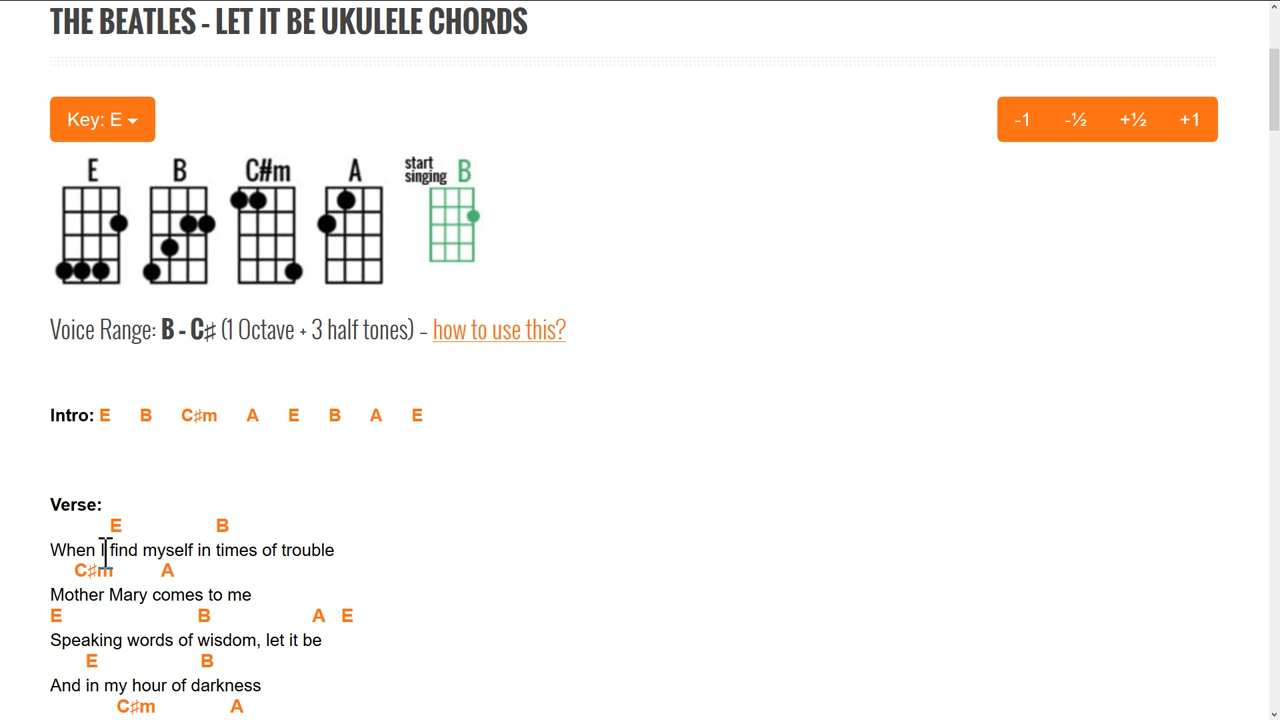 THE BEATLES - LET IT BE UKULELE CHORDS
Key: E
-1 -½ +½ +1
E B C#m A start singing B
Voice Range: B - C♯ (1 Octave + 3 half tones) – how to use this?
Intro: E B C♯m A E B A E
Verse:
E B
When I find myself in times of trouble
C♯m A
Mother Mary comes to me
E B A E
Speaking words of wisdom, let it be
E B
And in my hour of darkness
C♯m A